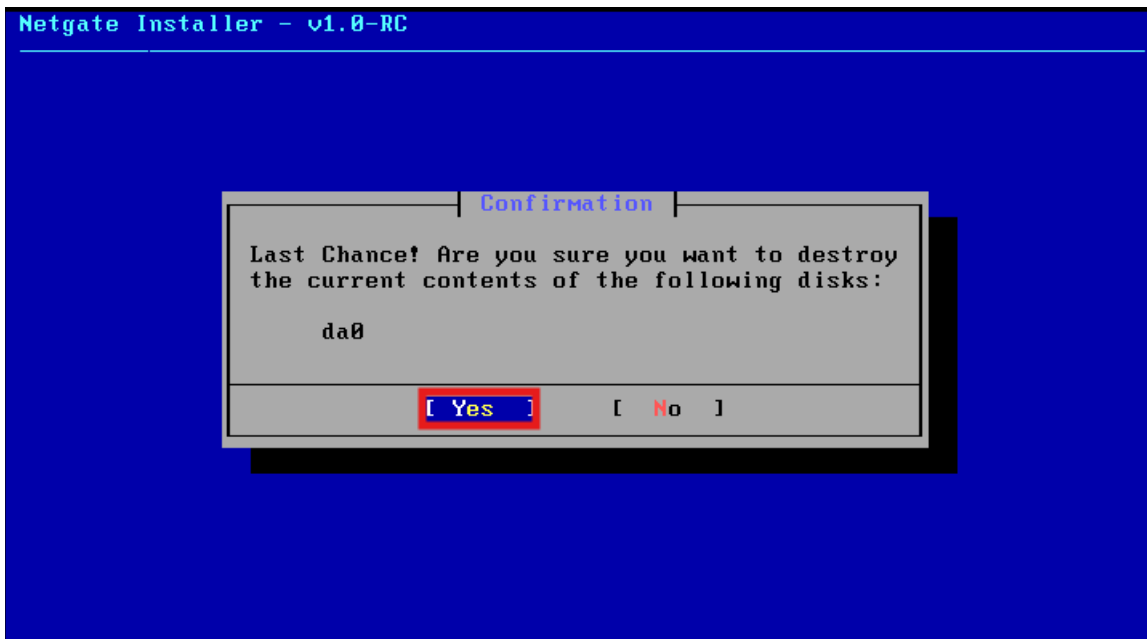 Netgate Installer - v1.0-RC
Confirmation
Last Chance! Are you sure you want to destroy
the current contents of the following disks:
da0
[ Yes ] [ No ]